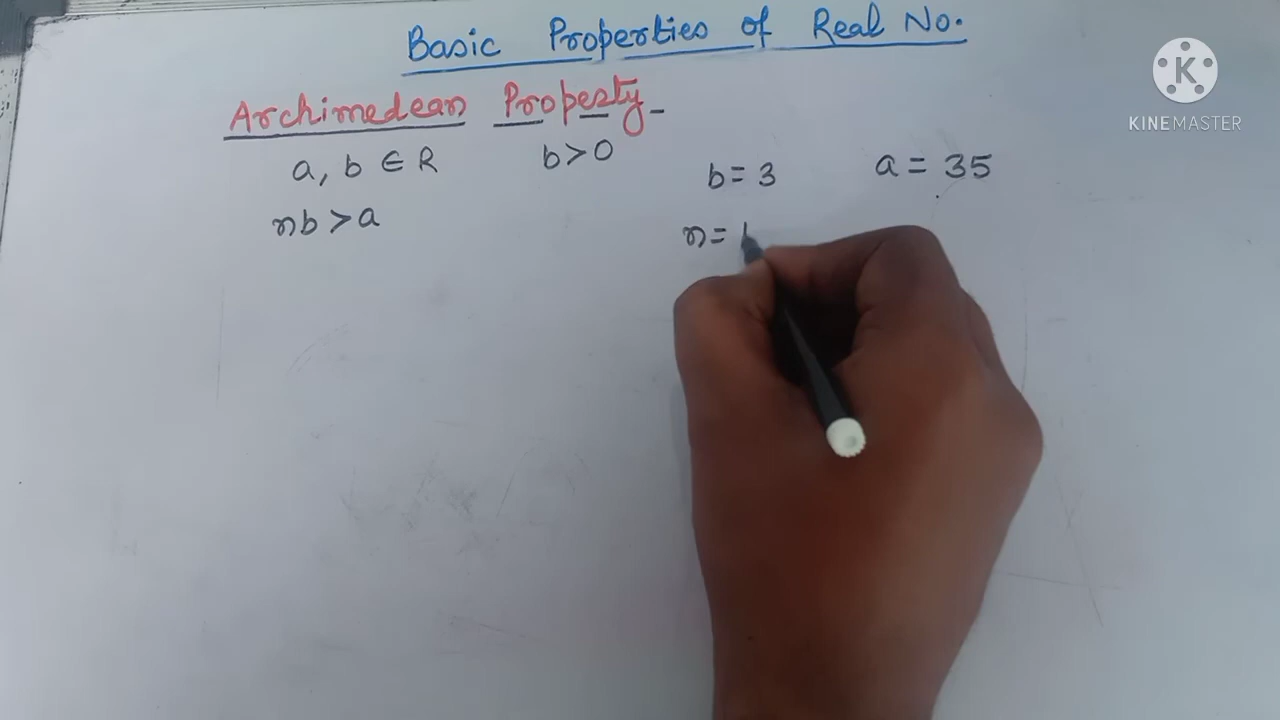 Basic Properties of Real No.
Archimedean Property
a, b ∈ R b > 0
b = 3 a = 35
nb > a
n =
K
KINEMASTER